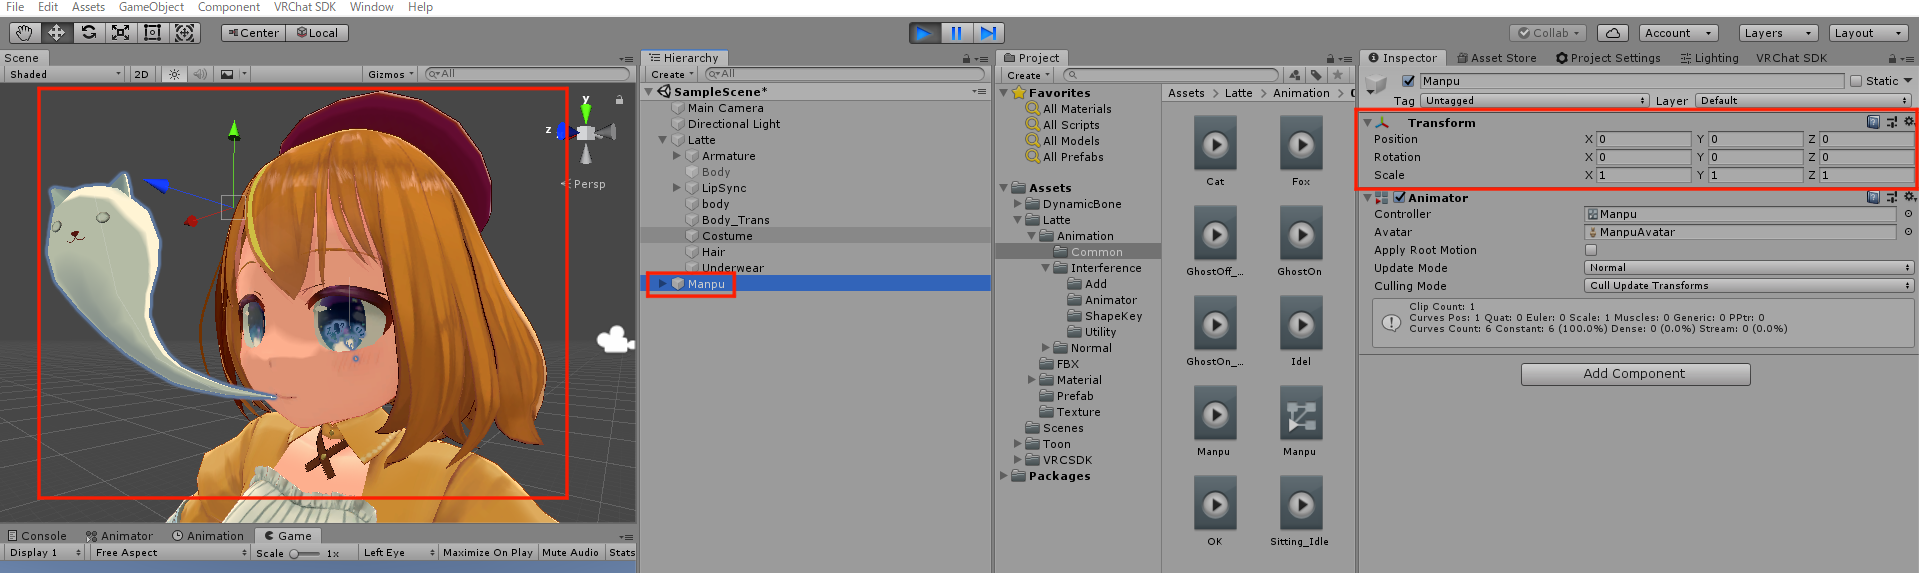 File Edit Assets GameObject Component VRChat SDK Window Help
Center Local
Collab Account Layers Layout
Scene
Shaded 2D Gizmos All
y
z
Persp
Hierarchy
Create All
SampleScene*
Main Camera
Directional Light
Latte
Armature
Body
LipSync
body
Body_Trans
Costume
Hair
Underwear
Manpu
Project
Create
Favorites
All Materials
All Scripts
All Models
All Prefabs
Assets
DynamicBone
Latte
Animation
Common
Interference
Add
Animator
ShapeKey
Utility
Normal
FBX
Material
Prefab
Texture
Scenes
Toon
VRCSDK
Packages
Assets > Latte > Animation >
Cat Fox
GhostOff_... GhostOn
GhostOn_... Idel
Manpu Manpu
OK Sitting_Idle
Inspector Asset Store Project Settings Lighting VRChat SDK
Manpu Static
Tag Untagged Layer Default
Transform
Position X 0 Y 0 Z 0
Rotation X 0 Y 0 Z 0
Scale X 1 Y 1 Z 1
Animator
Controller Manpu
Avatar ManpuAvatar
Apply Root Motion
Update Mode Normal
Culling Mode Cull Update Transforms
Clip Count: 1
Curves Pos: 1 Quat: 0 Euler: 0 Scale: 1 Muscles: 0 Generic: 0 PPtr: 0
Curves Count: 6 Constant: 6 (100.0%) Dense: 0 (0.0%) Stream: 0 (0.0%)
Add Component
Console Animator Animation Game
Display 1 Free Aspect Scale 1x Left Eye Maximize On Play Mute Audio Stats